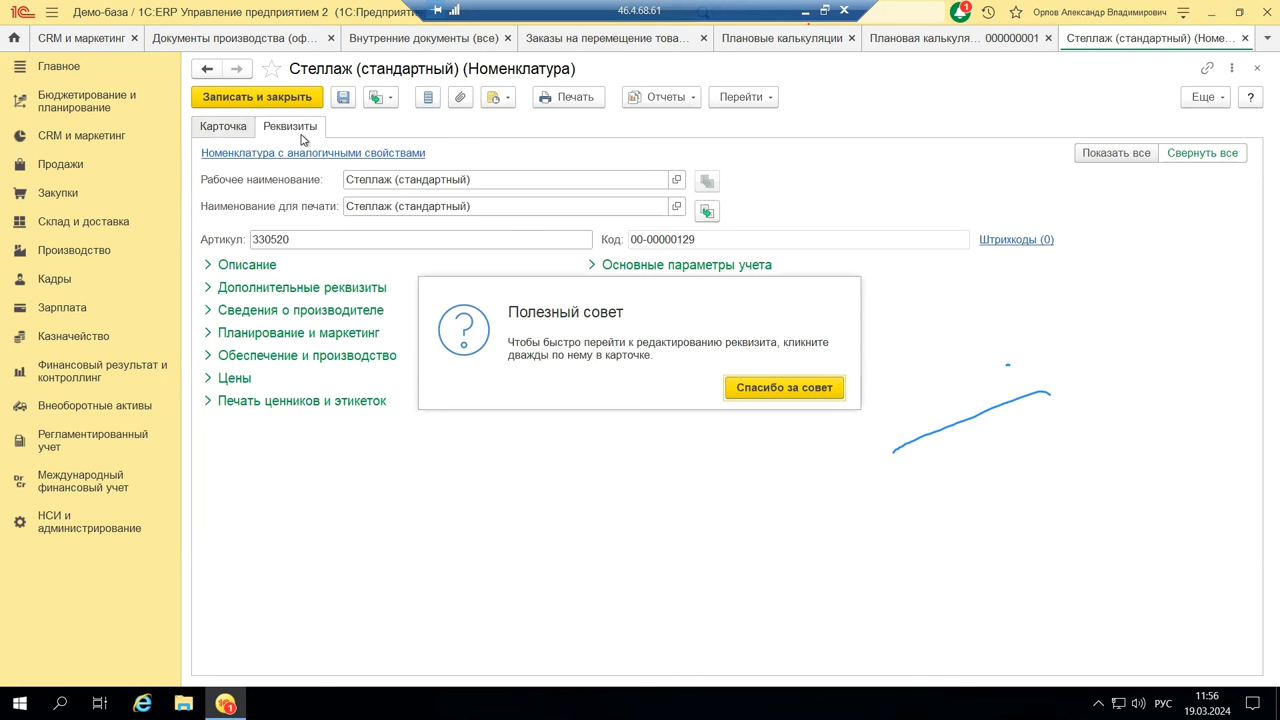 Демо-база / 1С:ERP Управление предприятием 2 (1С:Предприяти
46.4.68.61
1
Орлов Александр Владимирович
CRM и маркетинг
Документы производства (оф...
Внутренние документы (все)
Заказы на перемещение това...
Плановые калькуляции
Плановая калькуля... 000000001
Стеллаж (стандартный) (Номе...
Главное
Бюджетирование и
планирование
CRM и маркетинг
Продажи
Закупки
Склад и доставка
Производство
Кадры
Зарплата
Казначейство
Финансовый результат и
контроллинг
Внеоборотные активы
Регламентированный
учет
Международный
финансовый учет
НСИ и
администрирование
Стеллаж (стандартный) (Номенклатура)
Записать и закрыть
Печать
Отчеты
Перейти
Еще
?
Карточка
Реквизиты
Номенклатура с аналогичными свойствами
Показать все
Свернуть все
Рабочее наименование: Стеллаж (стандартный)
Наименование для печати: Стеллаж (стандартный)
Артикул: 330520
Код: 00-00000129
Штрихкоды (0)
Описание
Основные параметры учета
Дополнительные реквизиты
Сведения о производителе
Планирование и маркетинг
Обеспечение и производство
Цены
Печать ценников и этикеток
Полезный совет
Чтобы быстро перейти к редактированию реквизита, кликните
дважды по нему в карточке.
Спасибо за совет
РУС
11:56
19.03.2024